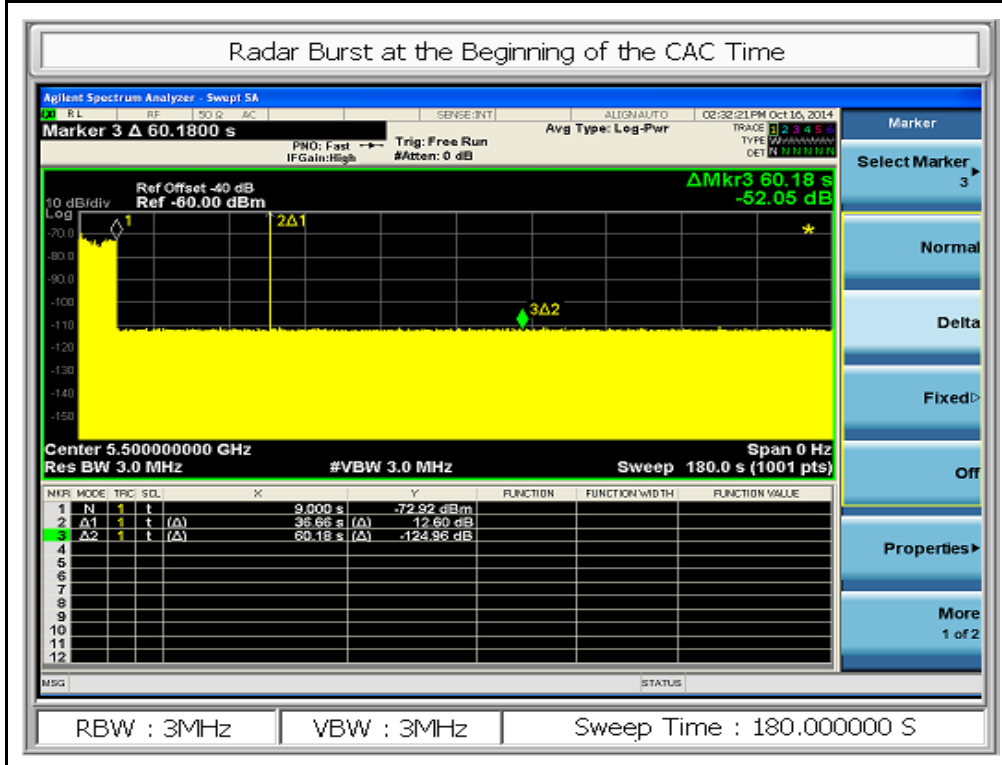 Radar Burst at the Beginning of the CAC Time
Agilent Spectrum Analyzer - Swept SA
RL RF 50 Ω AC SENSE:INT ALIGNAUTO 02:32:21 PM Oct 16, 2014
Marker 3 Δ 60.1800 s
Avg Type: Log-Pwr
TRACE 1 2 3 4 5 6
TYPE
DET N N N N N N
PNO: Fast
IFGain:High
Trig: Free Run
#Atten: 0 dB
ΔMkr3 60.18 s
-52.05 dB
Ref Offset -40 dB
10 dB/div Ref -60.00 dBm
Log
-70.0
-80.0
-90.0
-100
-110
-120
-130
-140
-150
1
2Δ1
*
3Δ2
Center 5.500000000 GHz Span 0 Hz
Res BW 3.0 MHz #VBW 3.0 MHz Sweep 180.0 s (1001 pts)
MKR MODE TRC SCL X Y FUNCTION FUNCTION WIDTH FUNCTION VALUE
1 N 1 t 9.000 s -72.92 dBm
2 Δ1 1 t (Δ) 36.66 s (Δ) 12.60 dB
3 Δ2 1 t (Δ) 60.18 s (Δ) -124.96 dB
4
5
6
7
8
9
10
11
12
MSG STATUS
Marker
Select Marker
3
Normal
Delta
Fixed
Off
Properties
More
1 of 2
RBW : 3MHz
VBW : 3MHz
Sweep Time : 180.000000 S